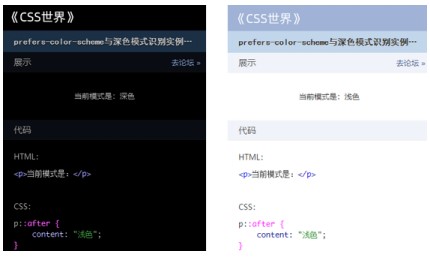 《CSS世界》
prefers-color-scheme与深色模式识别实例…
展示
去论坛 »
当前模式是：深色
代码
HTML:
<p>当前模式是：</p>
CSS:
p::after {
    content: "浅色";
}
《CSS世界》
prefers-color-scheme与深色模式识别实例…
展示
去论坛 »
当前模式是：浅色
代码
HTML:
<p>当前模式是：</p>
CSS:
p::after {
    content: "浅色";
}